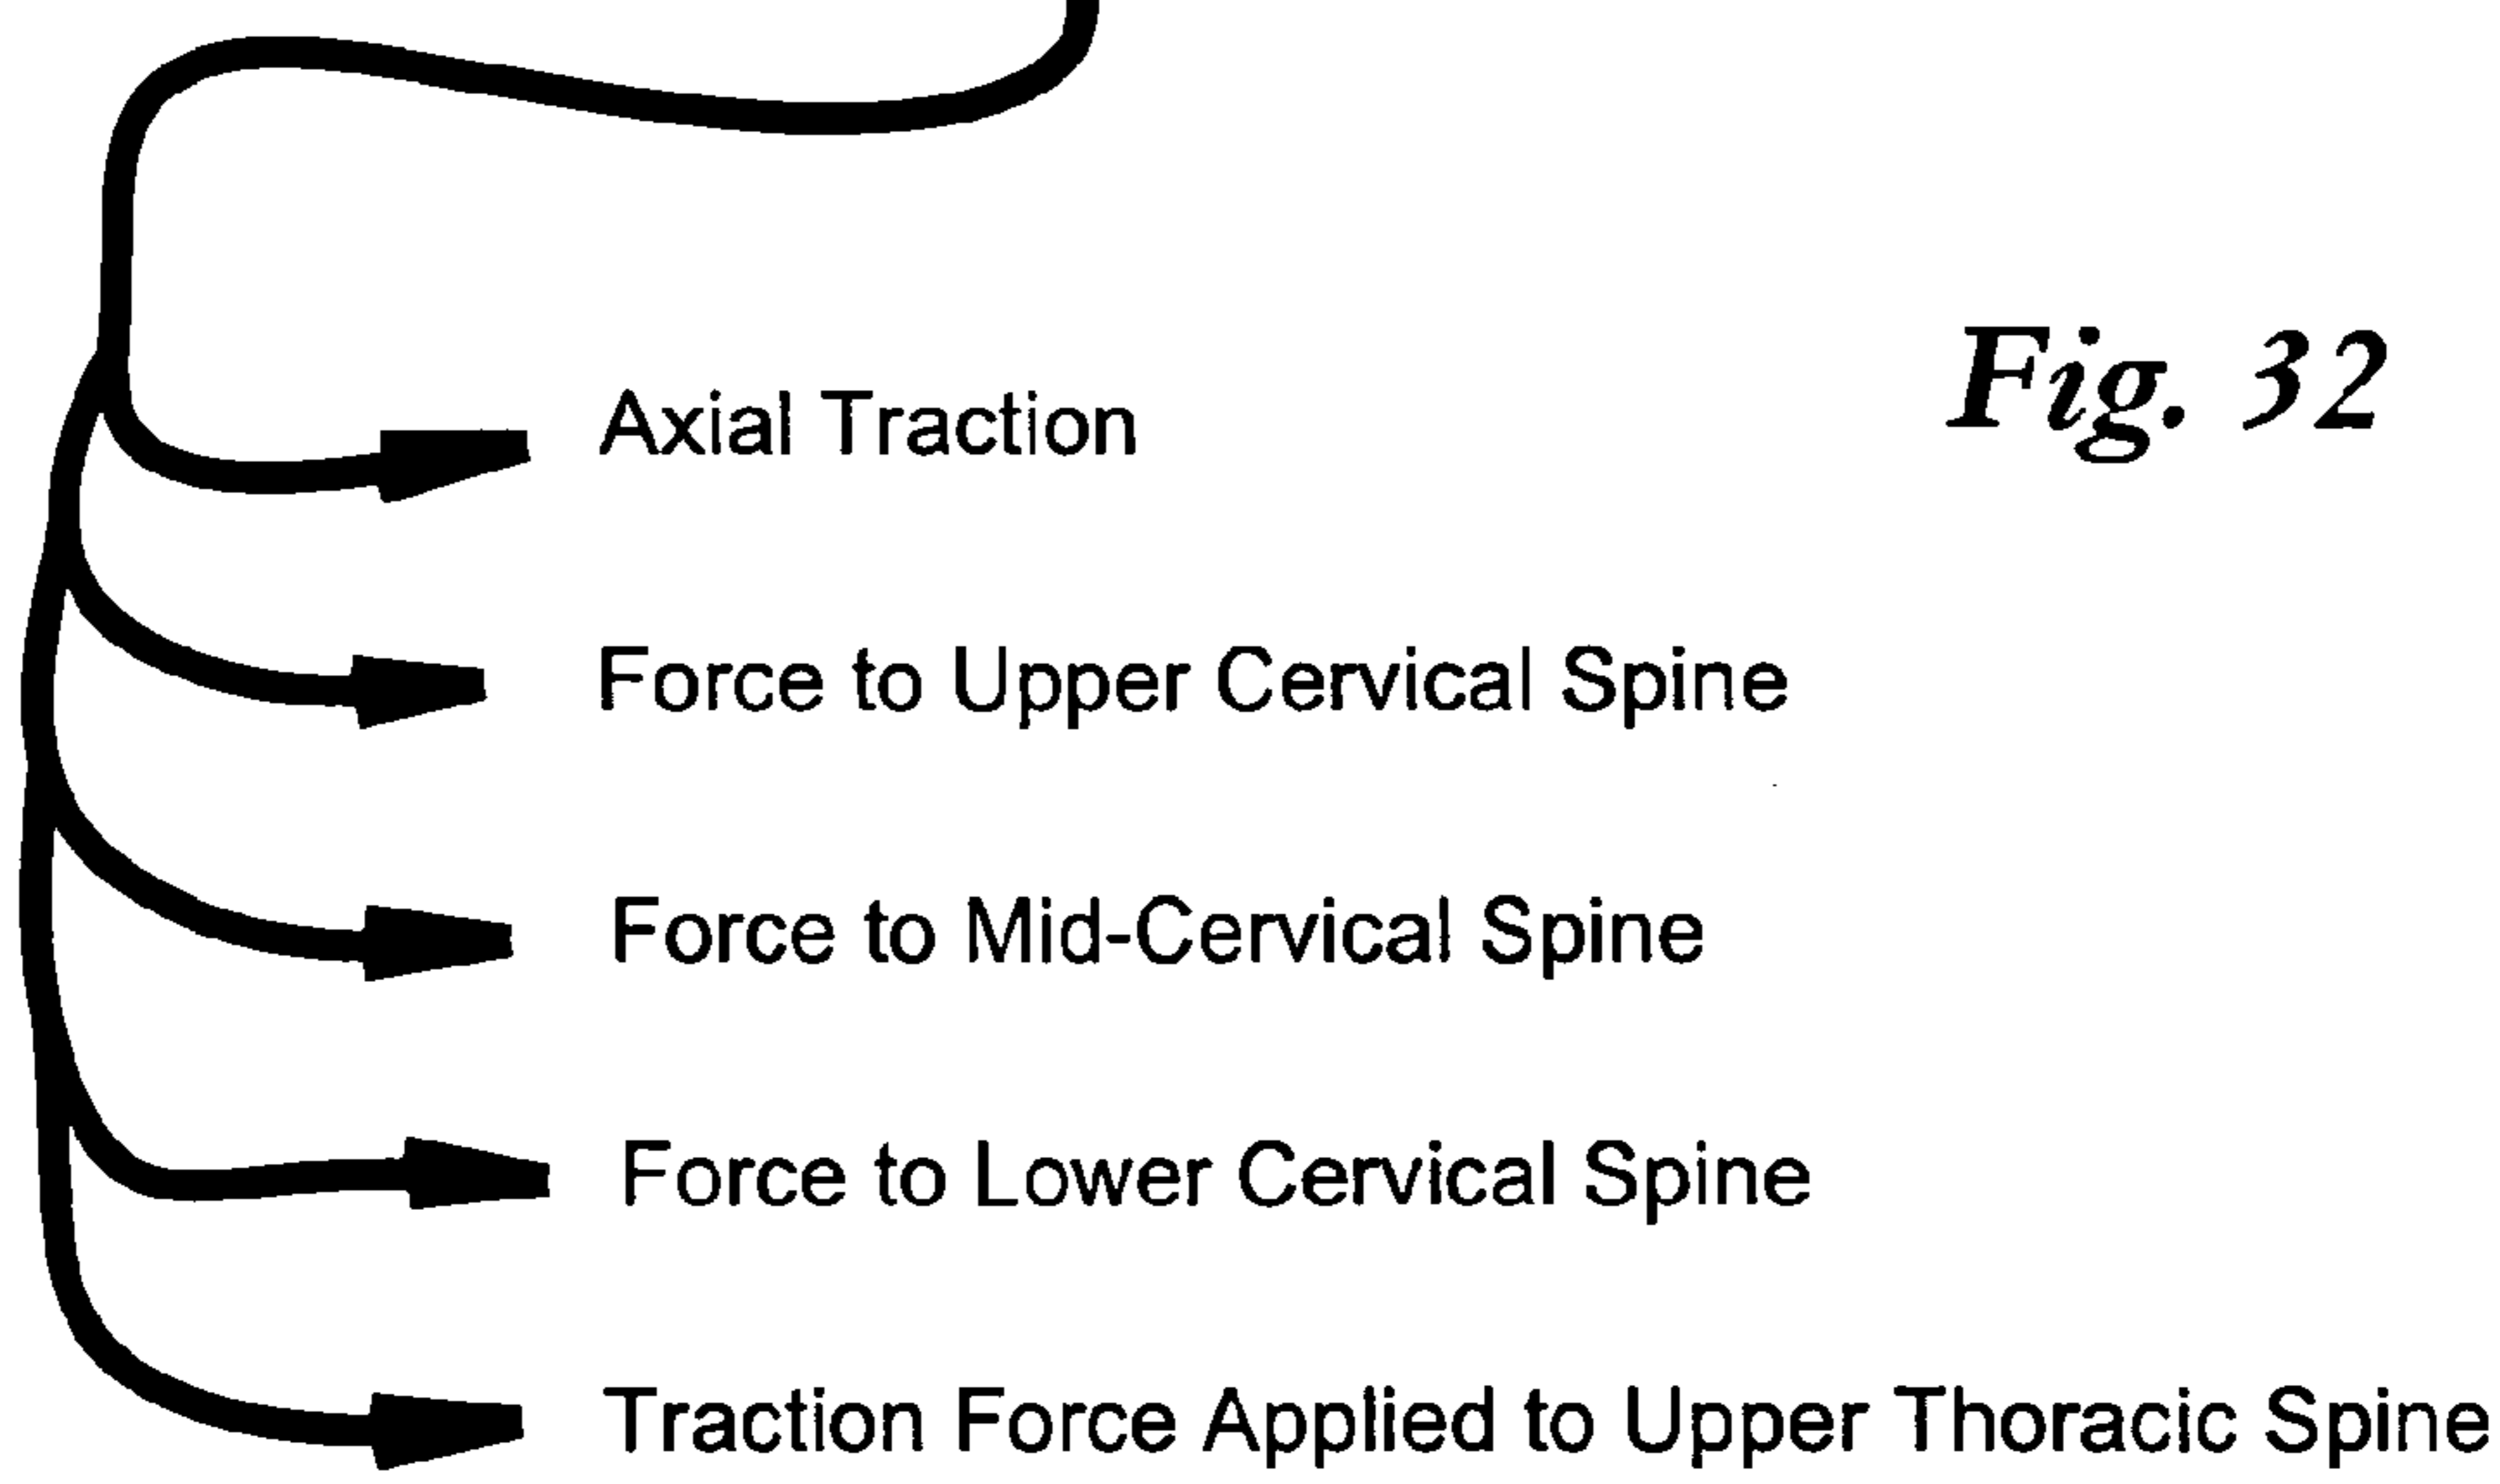 Fig. 32
Axial Traction
Force to Upper Cervical Spine
Force to Mid-Cervical Spine
Force to Lower Cervical Spine
Traction Force Applied to Upper Thoracic Spine